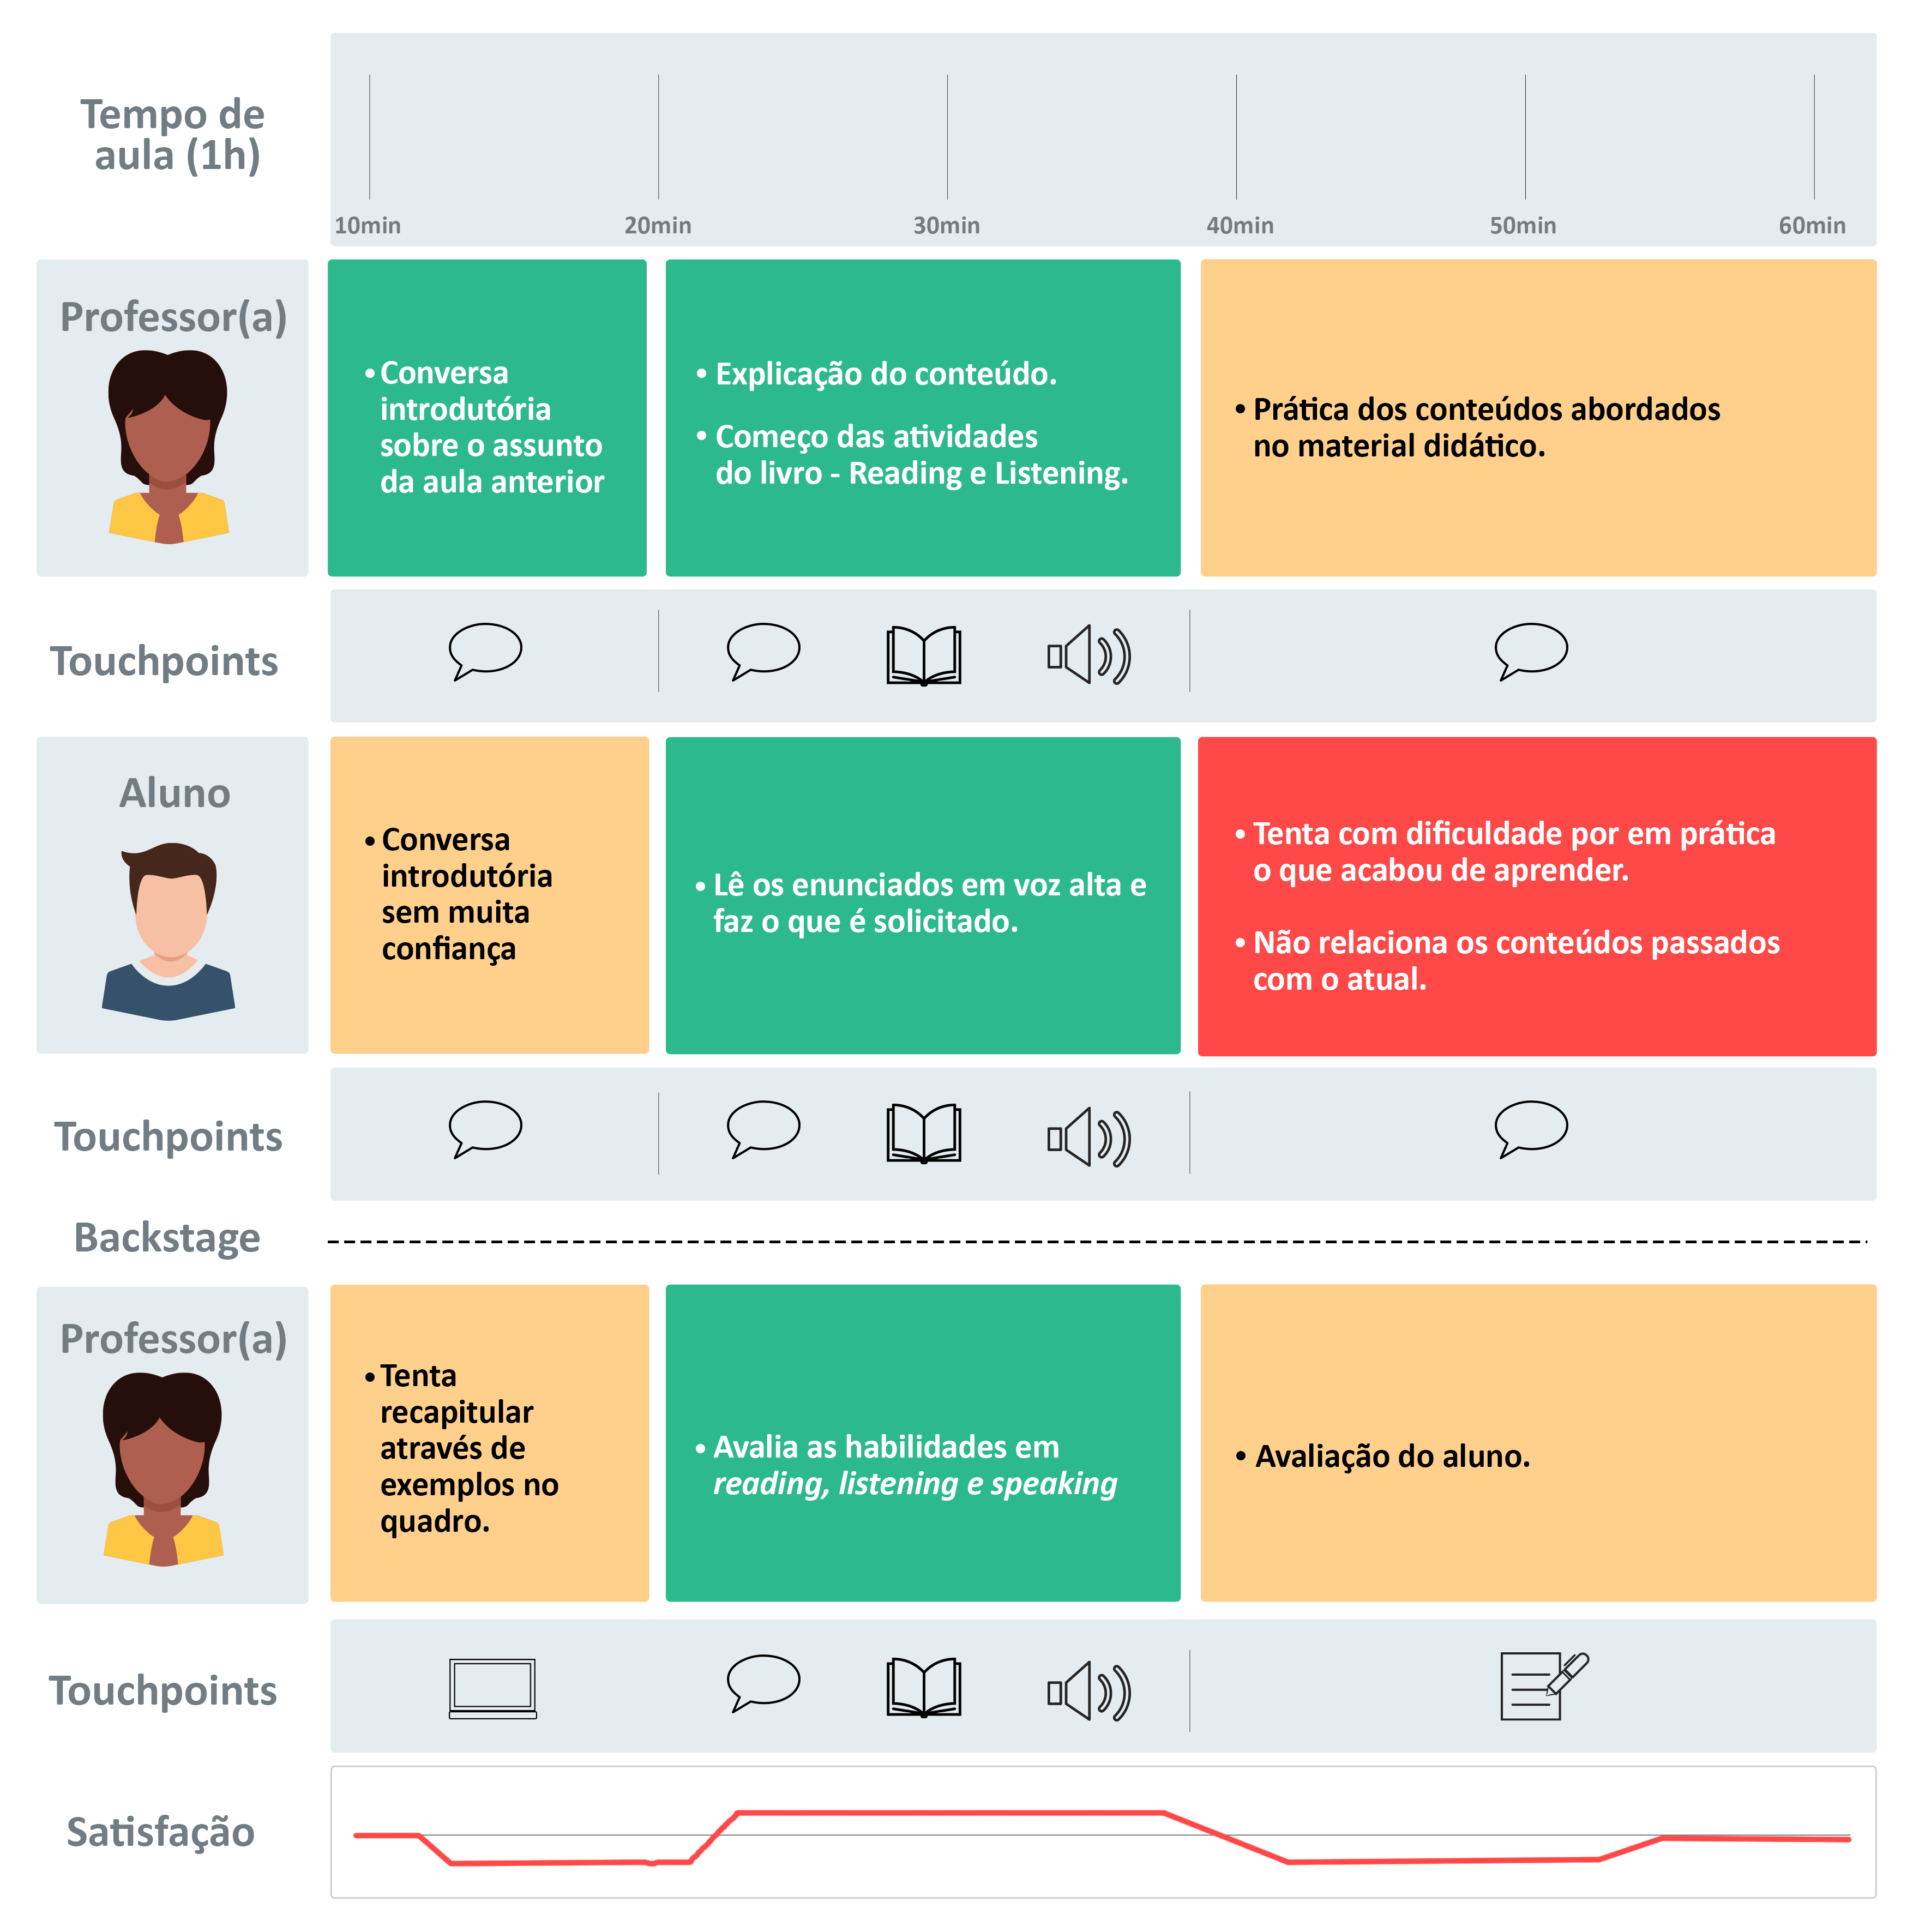 Tempo de
aula (1h)
10min
20min
30min
40min
50min
60min
Professor(a)
• Conversa
introdutória
sobre o assunto
da aula anterior
• Explicação do conteúdo.
• Começo das atividades
do livro - Reading e Listening.
• Prática dos conteúdos abordados
no material didático.
Touchpoints
Aluno
• Conversa
introdutória
sem muita
confiança
• Lê os enunciados em voz alta e
faz o que é solicitado.
• Tenta com dificuldade por em prática
o que acabou de aprender.
• Não relaciona os conteúdos passados
com o atual.
Touchpoints
Backstage
Professor(a)
• Tenta
recapitular
através de
exemplos no
quadro.
• Avalia as habilidades em
reading, listening e speaking
• Avaliação do aluno.
Touchpoints
Satisfação